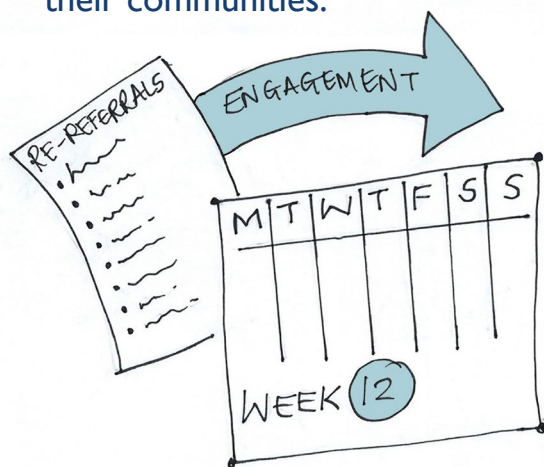 their communities.
RE-REFERRALS
ENGAGEMENT
M T W T F S S
WEEK 12